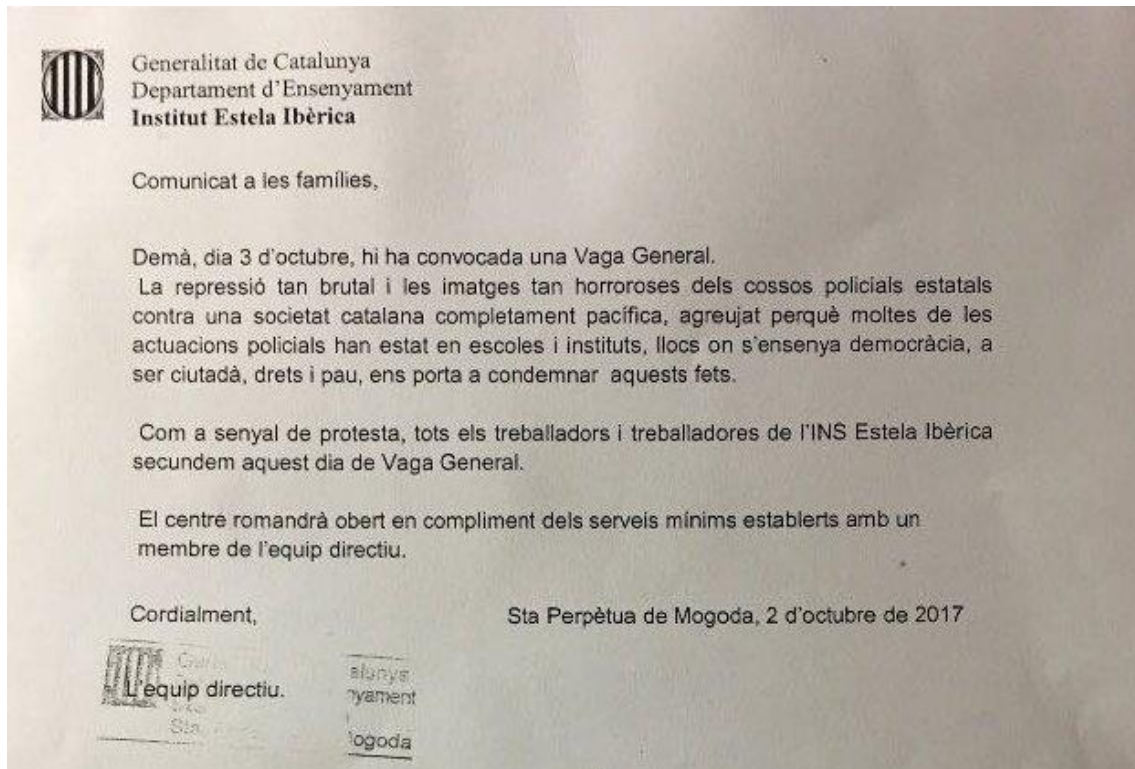 Generalitat de Catalunya
Departament d'Ensenyament
Institut Estela Ibèrica
Comunicat a les famílies,
Demà, dia 3 d'octubre, hi ha convocada una Vaga General.
La repressió tan brutal i les imatges tan horroroses dels cossos policials estatals
contra una societat catalana completament pacífica, agreujat perquè moltes de les
actuacions policials han estat en escoles i instituts, llocs on s'ensenya democràcia, a
ser ciutadà, drets i pau, ens porta a condemnar aquests fets.
Com a senyal de protesta, tots els treballadors i treballadores de l'INS Estela Ibèrica
secundem aquest dia de Vaga General.
El centre romandrà obert en compliment dels serveis mínims establerts amb un
membre de l'equip directiu.
Cordialment,
Sta Perpètua de Mogoda, 2 d'octubre de 2017
L'equip directiu.